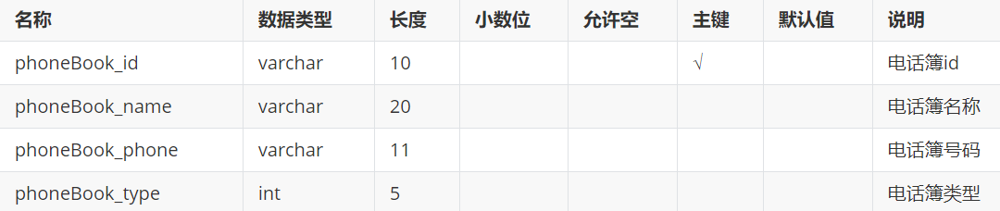 名称 数据类型 长度 小数位 允许空 主键 默认值 说明
phoneBook_id varchar 10 √ 电话簿id
phoneBook_name varchar 20 电话簿名称
phoneBook_phone varchar 11 电话簿号码
phoneBook_type int 5 电话簿类型